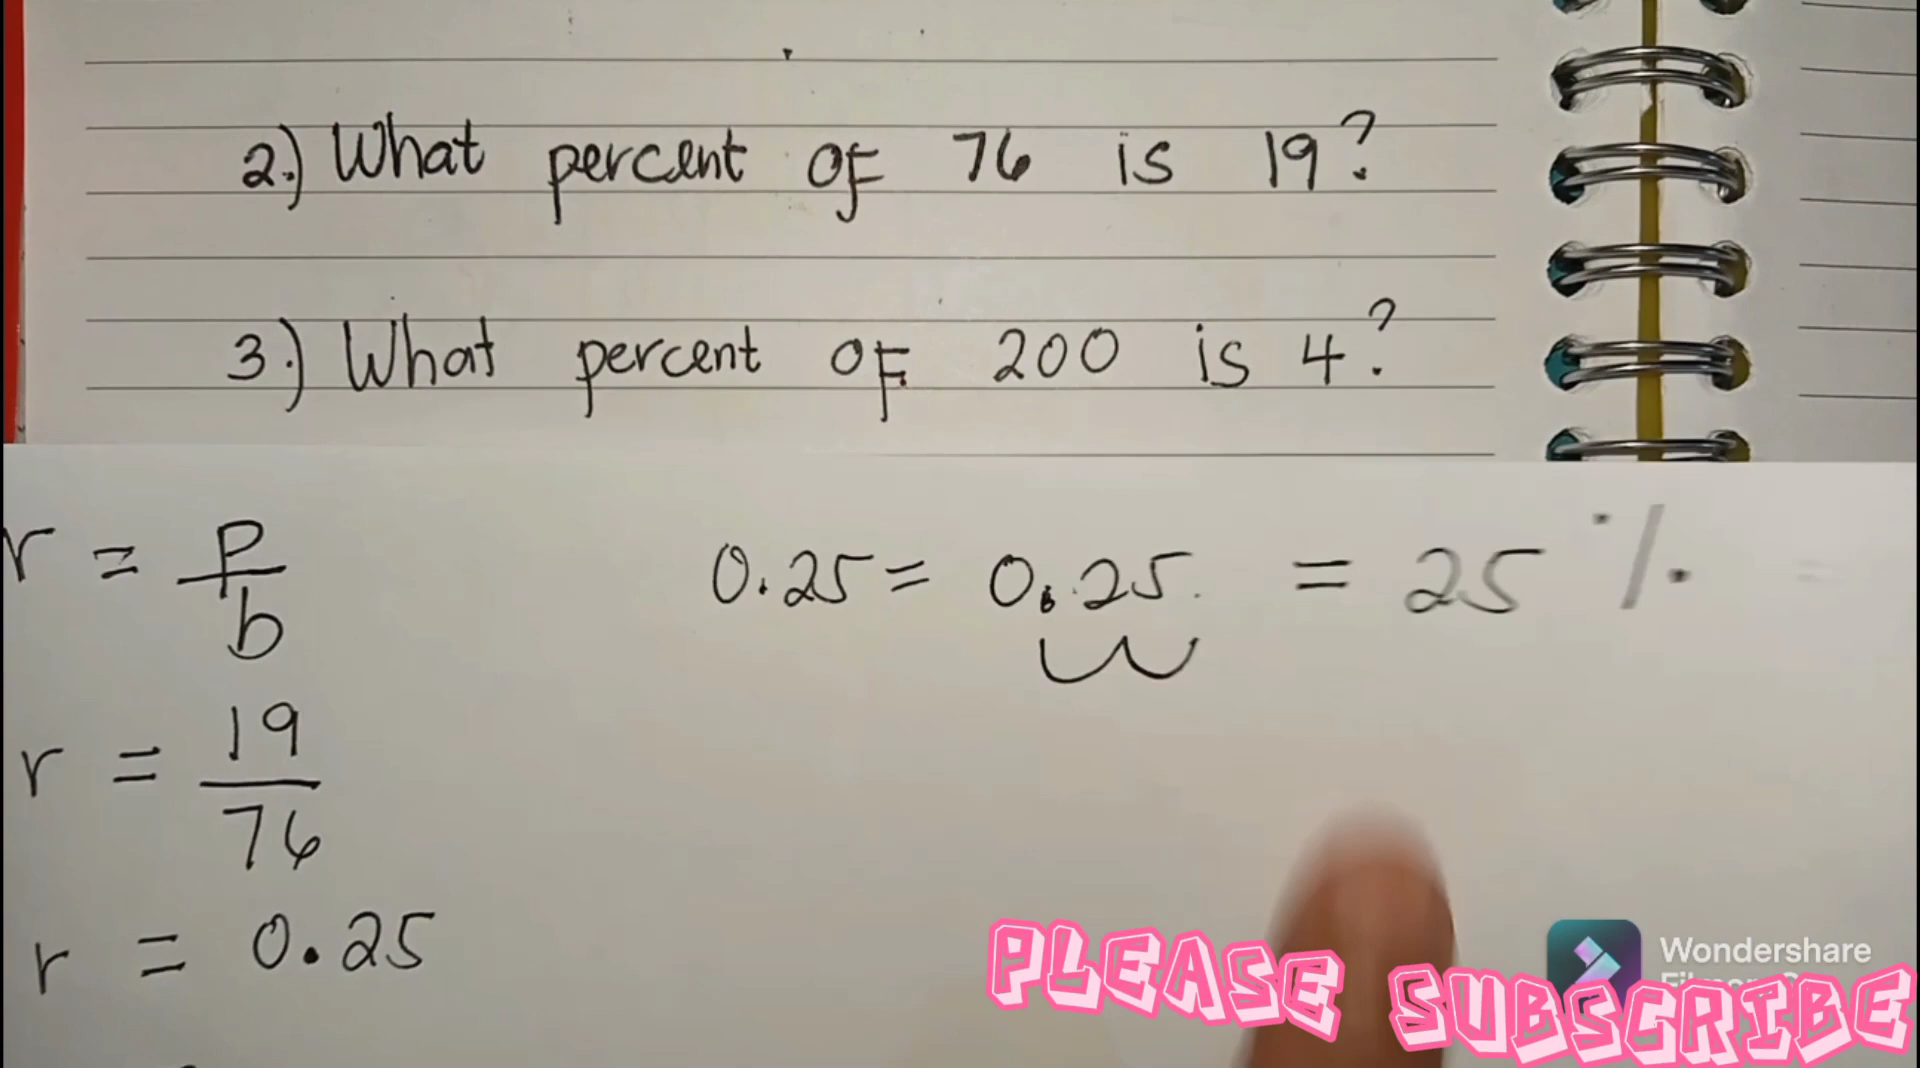 2.) What percent of 76 is 19?
3.) What percent of 200 is 4?
r = p/b
0.25 = 0.25. = 25 %
r = 19/76
r = 0.25
PLEASE SUBSCRIBE
Wondershare